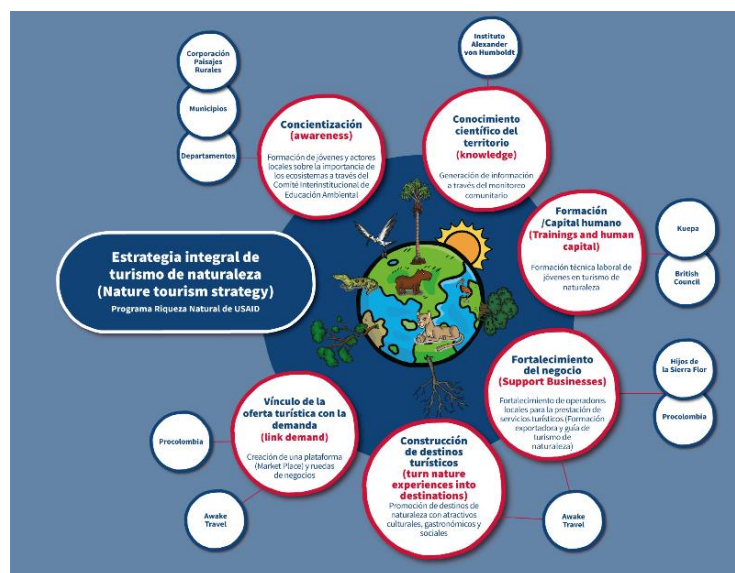 Estrategia integral de
turismo de naturaleza
(Nature tourism strategy)
Programa Riqueza Natural de USAID
Corporación
Paisajes
Rurales
Municipios
Departamentos
Concientización
(awareness)
Formación de jóvenes y actores
locales sobre la importancia de
los ecosistemas a través del
Comité Interinstitucional de
Educación Ambiental
Instituto
Alexander
von Humboldt
Conocimiento
científico del
territorio
(knowledge)
Generación de información
a través del monitoreo
comunitario
Formación
/Capital humano
(Trainings and human
capital)
Formación técnica laboral de
jóvenes en turismo de
naturaleza
Kuepa
British
Council
Fortalecimiento
del negocio
(Support Businesses)
Fortalecimiento de operadores
locales para la prestación de
servicios turísticos (Formación
exportadora y guía de
turismo de
naturaleza)
Hijos de
la Sierra Flor
Procolombia
Awake
Travel
Construcción
de destinos
turísticos
(turn nature
experiences into
destinations)
Promoción de destinos de
naturaleza con atractivos
culturales, gastronómicos y
sociales
Vínculo de la
oferta turística con la
demanda
(link demand)
Creación de una plataforma
(Market Place) y ruedas
de negocios
Procolombia
Awake
Travel